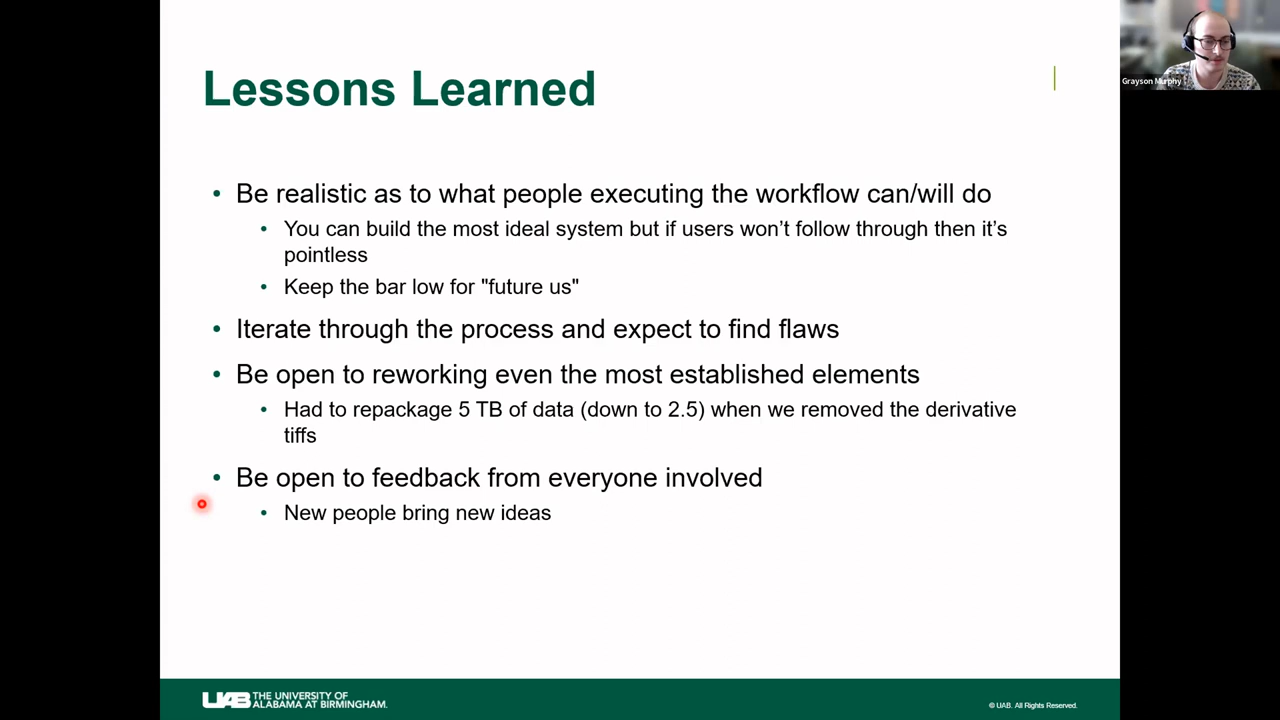 Lessons Learned
Grayson Murphy
• Be realistic as to what people executing the workflow can/will do
• You can build the most ideal system but if users won’t follow through then it’s
pointless
• Keep the bar low for "future us"
• Iterate through the process and expect to find flaws
• Be open to reworking even the most established elements
• Had to repackage 5 TB of data (down to 2.5) when we removed the derivative
tiffs
• Be open to feedback from everyone involved
• New people bring new ideas
UAB THE UNIVERSITY OF
ALABAMA AT BIRMINGHAM.
© UAB. All Rights Reserved.